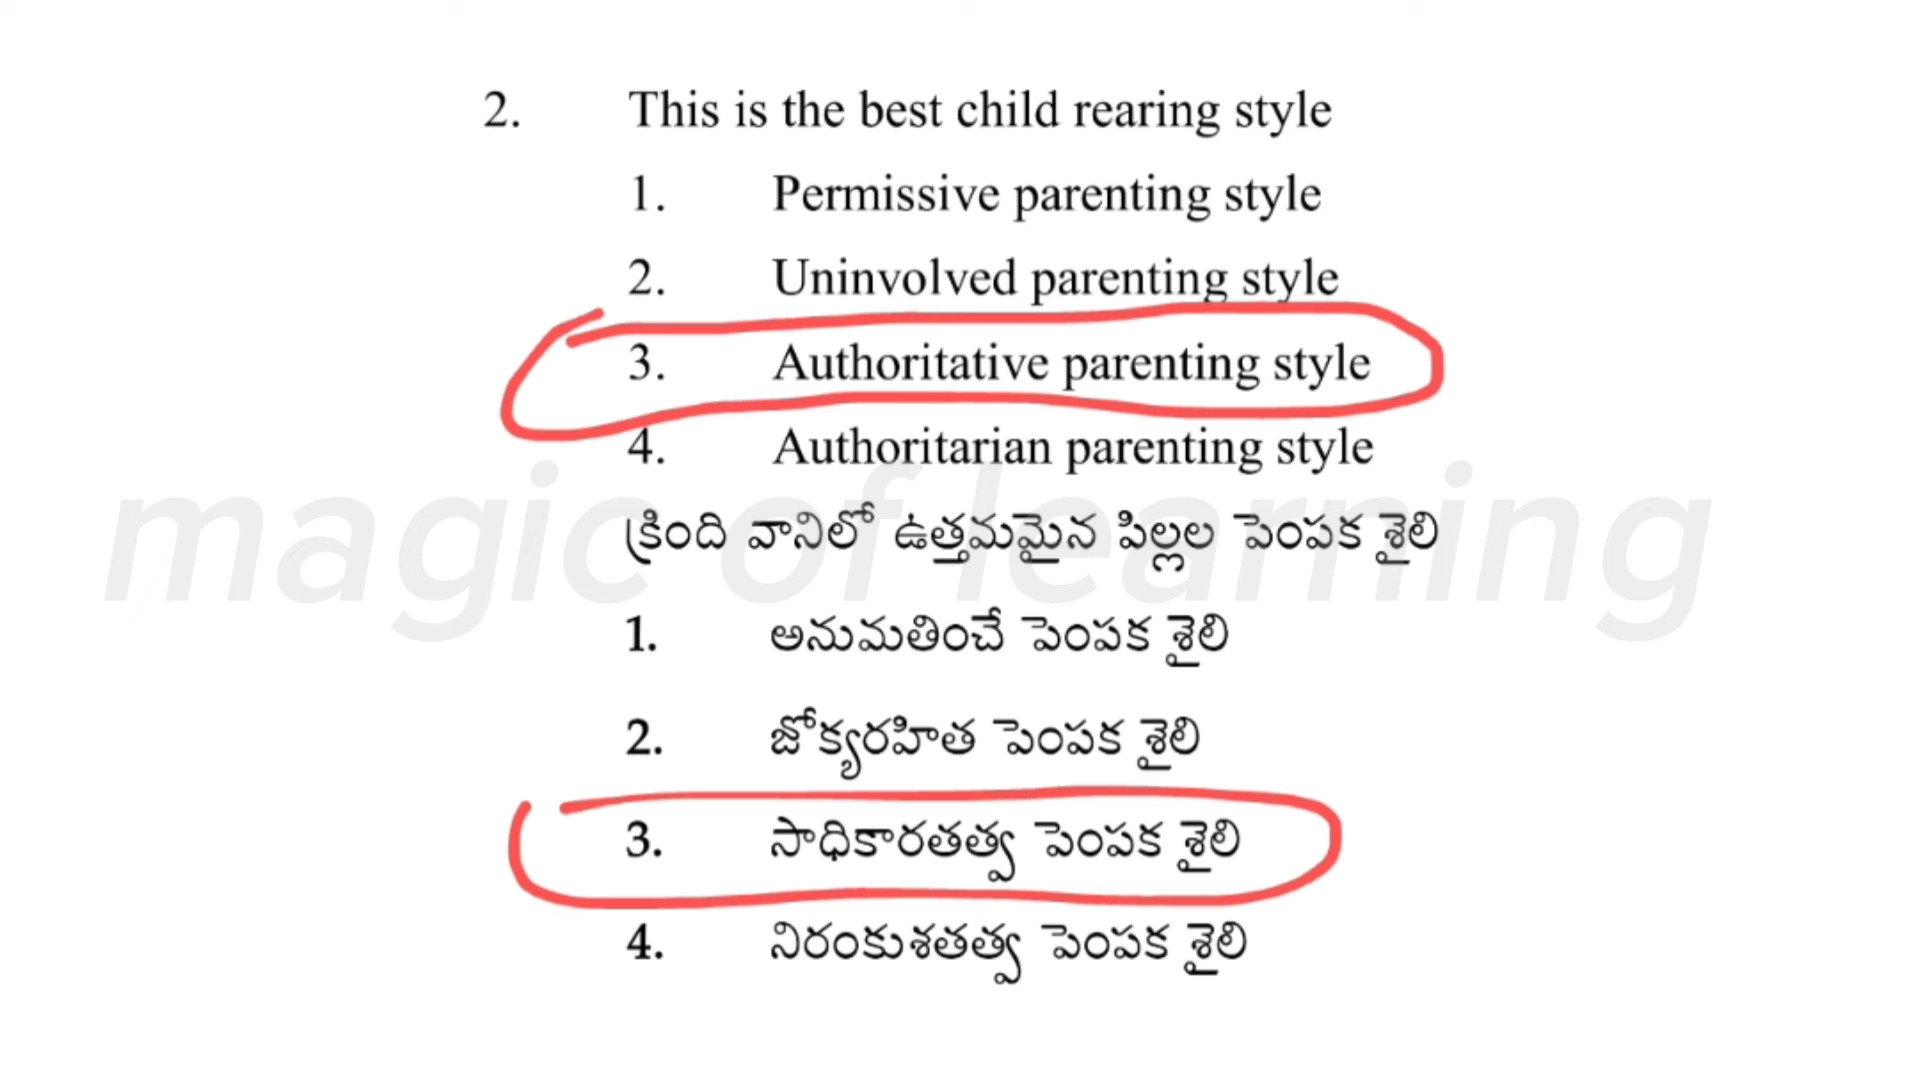 2. This is the best child rearing style
1. Permissive parenting style
2. Uninvolved parenting style
3. Authoritative parenting style
4. Authoritarian parenting style
magic of learning
క్రింది వానిలో ఉత్తమమైన పిల్లల పెంపక శైలి
1. అనుమతించే పెంపక శైలి
2. జోక్యరహిత పెంపక శైలి
3. సాధికారతత్వ పెంపక శైలి
4. నిరంకుశతత్వ పెంపక శైలి